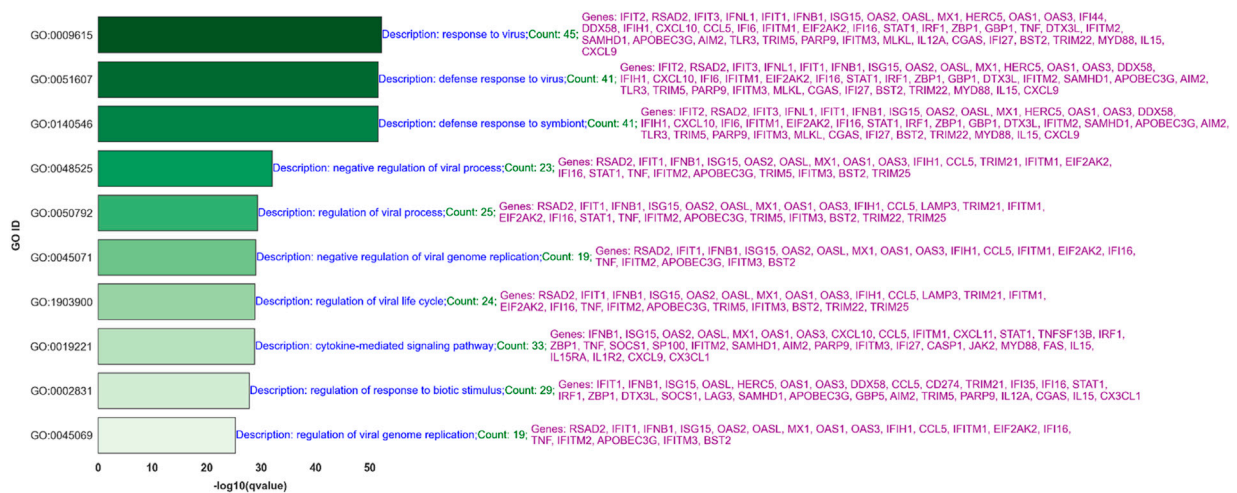 GO ID
GO:0009615
Description: response to virus;Count: 45;
Genes: IFIT2, RSAD2, IFIT3, IFNL1, IFIT1, IFNB1, ISG15, OAS2, OASL, MX1, HERC5, OAS1, OAS3, IFI44,
DDX58, IFIH1, CXCL10, CCL5, IFI6, IFITM1, EIF2AK2, IFI16, STAT1, IRF1, ZBP1, GBP1, TNF, DTX3L, IFITM2,
SAMHD1, APOBEC3G, AIM2, TLR3, TRIM5, PARP9, IFITM3, MLKL, IL12A, CGAS, IFI27, BST2, TRIM22, MYD88, IL15,
CXCL9
GO:0051607
Description: defense response to virus;Count: 41;
Genes: IFIT2, RSAD2, IFIT3, IFNL1, IFIT1, IFNB1, ISG15, OAS2, OASL, MX1, HERC5, OAS1, OAS3, DDX58,
IFIH1, CXCL10, IFI6, IFITM1, EIF2AK2, IFI16, STAT1, IRF1, ZBP1, GBP1, DTX3L, IFITM2, SAMHD1, APOBEC3G, AIM2,
TLR3, TRIM5, PARP9, IFITM3, MLKL, CGAS, IFI27, BST2, TRIM22, MYD88, IL15, CXCL9
GO:0140546
Description: defense response to symbiont;Count: 41;
Genes: IFIT2, RSAD2, IFIT3, IFNL1, IFIT1, IFNB1, ISG15, OAS2, OASL, MX1, HERC5, OAS1, OAS3, DDX58,
IFIH1, CXCL10, IFI6, IFITM1, EIF2AK2, IFI16, STAT1, IRF1, ZBP1, GBP1, DTX3L, IFITM2, SAMHD1, APOBEC3G, AIM2,
TLR3, TRIM5, PARP9, IFITM3, MLKL, CGAS, IFI27, BST2, TRIM22, MYD88, IL15, CXCL9
GO:0048525
Description: negative regulation of viral process;Count: 23;
Genes: RSAD2, IFIT1, IFNB1, ISG15, OAS2, OASL, MX1, OAS1, OAS3, IFIH1, CCL5, TRIM21, IFITM1, EIF2AK2,
IFI16, STAT1, TNF, IFITM2, APOBEC3G, TRIM5, IFITM3, BST2, TRIM25
GO:0050792
Description: regulation of viral process;Count: 25;
Genes: RSAD2, IFIT1, IFNB1, ISG15, OAS2, OASL, MX1, OAS1, OAS3, IFIH1, CCL5, LAMP3, TRIM21, IFITM1,
EIF2AK2, IFI16, STAT1, TNF, IFITM2, APOBEC3G, TRIM5, IFITM3, BST2, TRIM22, TRIM25
GO:0045071
Description: negative regulation of viral genome replication;Count: 19;
Genes: RSAD2, IFIT1, IFNB1, ISG15, OAS2, OASL, MX1, OAS1, OAS3, IFIH1, CCL5, IFITM1, EIF2AK2, IFI16,
TNF, IFITM2, APOBEC3G, IFITM3, BST2
GO:1903900
Description: regulation of viral life cycle;Count: 24;
Genes: RSAD2, IFIT1, IFNB1, ISG15, OAS2, OASL, MX1, OAS1, OAS3, IFIH1, CCL5, LAMP3, TRIM21, IFITM1,
EIF2AK2, IFI16, TNF, IFITM2, APOBEC3G, TRIM5, IFITM3, BST2, TRIM22, TRIM25
GO:0019221
Description: cytokine-mediated signaling pathway;Count: 33;
Genes: IFNB1, ISG15, OAS2, OASL, MX1, OAS1, OAS3, CXCL10, CCL5, IFITM1, CXCL11, STAT1, TNFSF13B, IRF1,
ZBP1, TNF, SOCS1, SP100, IFITM2, SAMHD1, AIM2, PARP9, IFITM3, IFI27, CASP1, JAK2, MYD88, FAS, IL15,
IL15RA, IL1R2, CXCL9, CX3CL1
GO:0002831
Description: regulation of response to biotic stimulus;Count: 29;
Genes: IFIT1, IFNB1, ISG15, OASL, HERC5, OAS1, OAS3, DDX58, CCL5, CD274, TRIM21, IFI35, IFI16, STAT1,
IRF1, ZBP1, DTX3L, SOCS1, LAG3, SAMHD1, APOBEC3G, GBP5, AIM2, TRIM5, PARP9, IL12A, CGAS, IL15, CX3CL1
GO:0045069
Description: regulation of viral genome replication;Count: 19;
Genes: RSAD2, IFIT1, IFNB1, ISG15, OAS2, OASL, MX1, OAS1, OAS3, IFIH1, CCL5, IFITM1, EIF2AK2, IFI16,
TNF, IFITM2, APOBEC3G, IFITM3, BST2
0 10 20 30 40 50
-log10(qvalue)